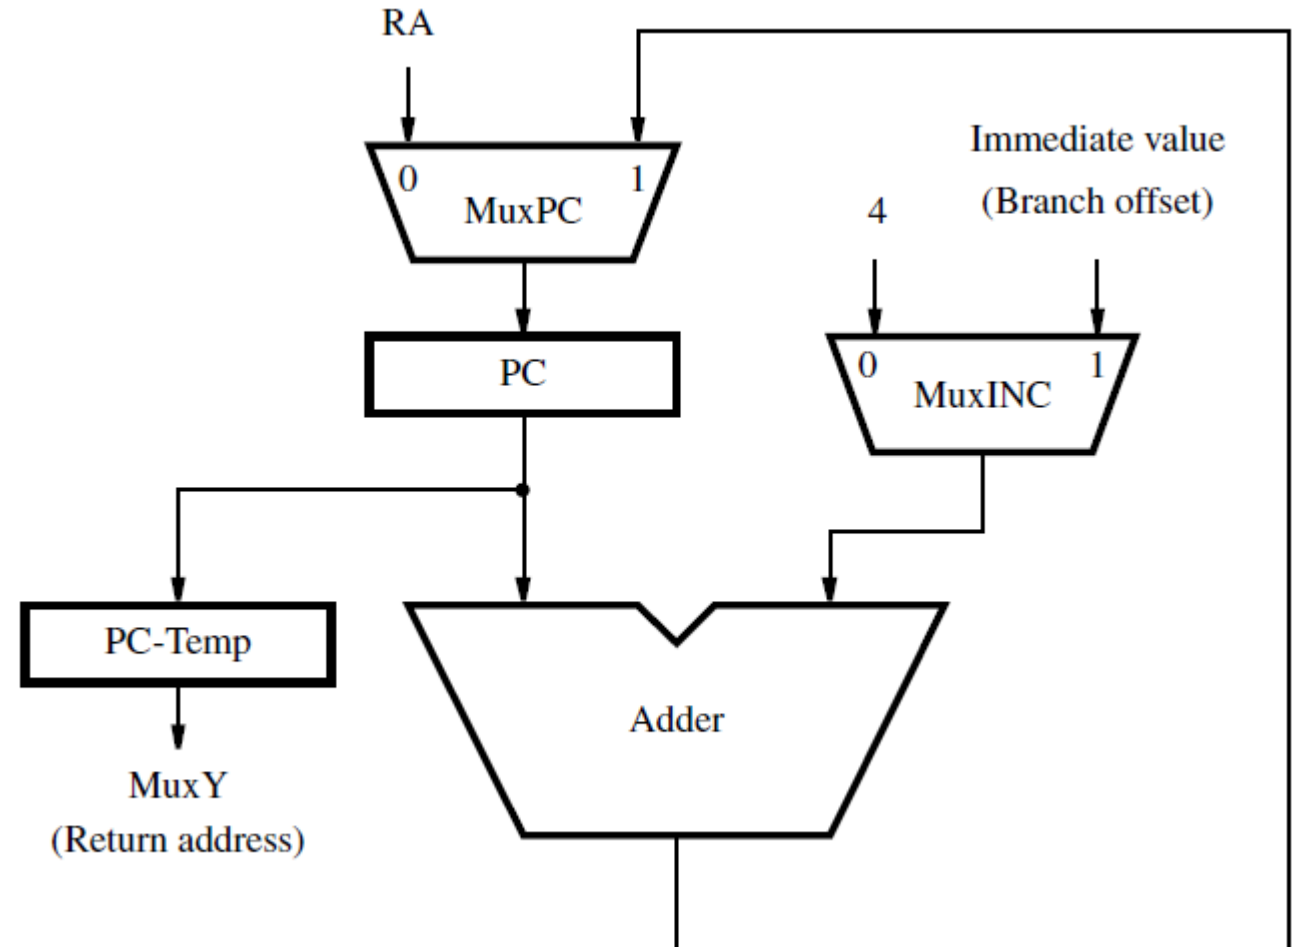 RA
Immediate value
(Branch offset)
4
0 1
MuxPC
PC
0 1
MuxINC
PC-Temp
Adder
MuxY
(Return address)